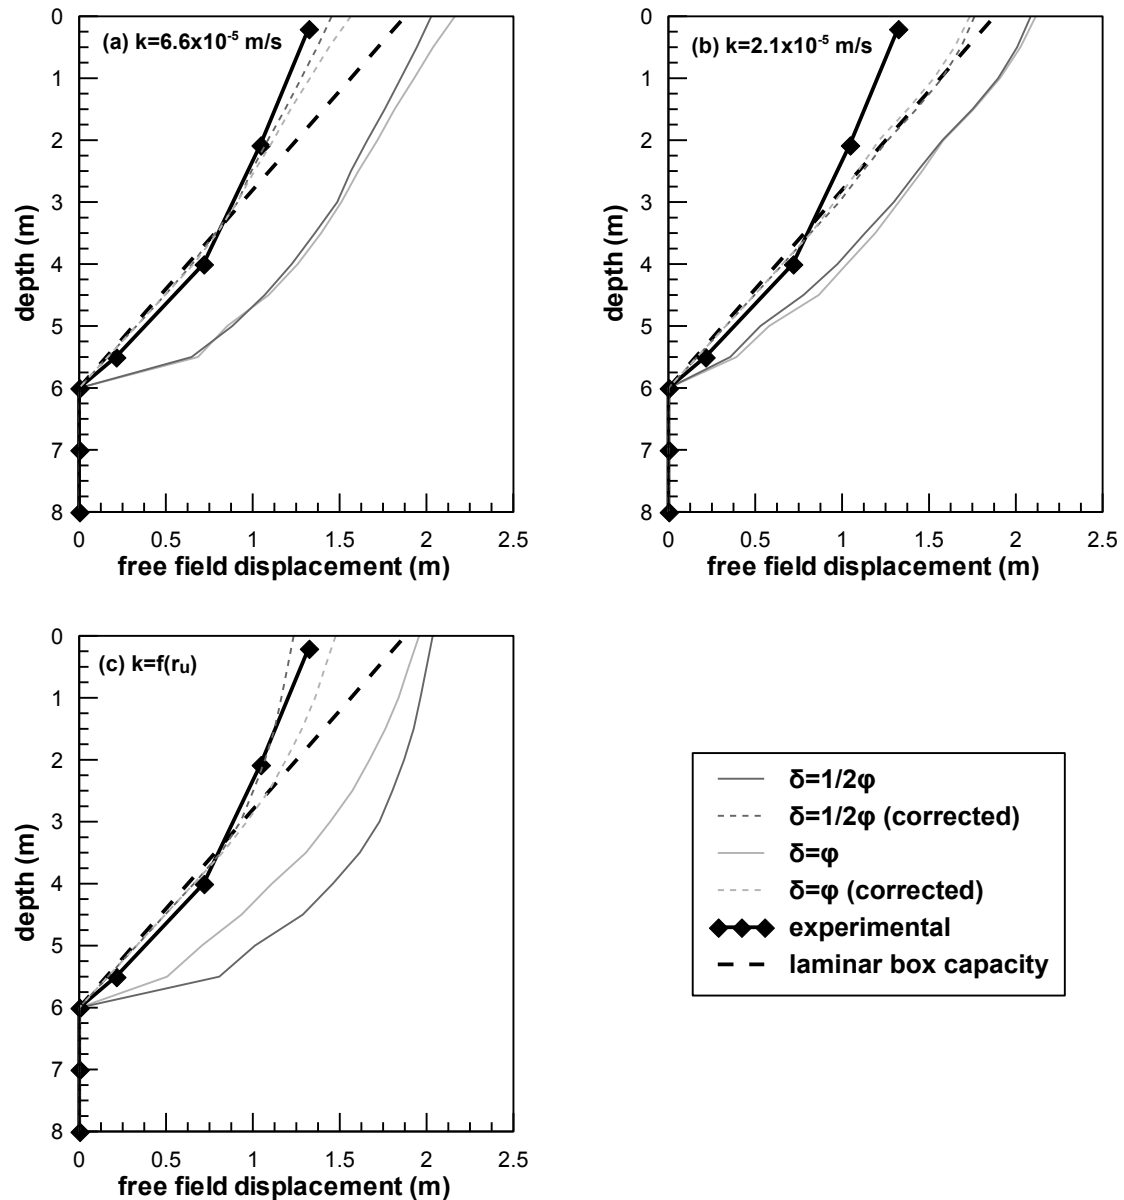 (a) k=6.6x10⁻⁵ m/s
0
1
2
3
4
5
6
7
8
depth (m)
0 0.5 1 1.5 2 2.5
free field displacement (m)
(b) k=2.1x10⁻⁵ m/s
0
1
2
3
4
5
6
7
8
depth (m)
0 0.5 1 1.5 2 2.5
free field displacement (m)
(c) k=f(rᵤ)
0
1
2
3
4
5
6
7
8
depth (m)
0 0.5 1 1.5 2 2.5
free field displacement (m)
δ=1/2φ
δ=1/2φ (corrected)
δ=φ
δ=φ (corrected)
experimental
laminar box capacity